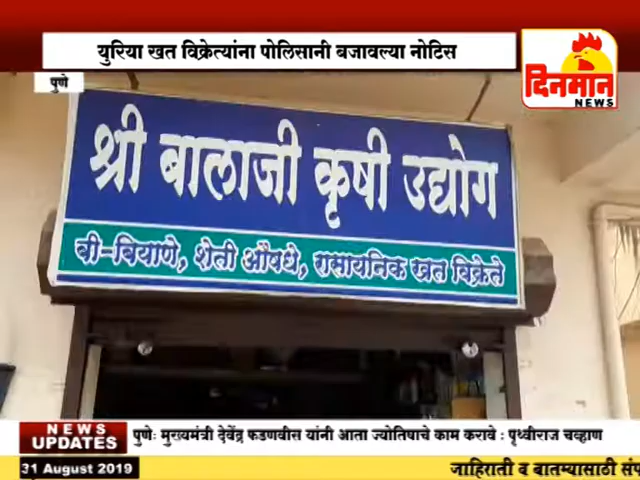 युरिया खत विक्रेत्यांना पोलिसानी बजावल्या नोटिस
दिनमान
NEWS
पुणे
श्री बालाजी कृषी उद्योग
बी-बियाणे, शेती औषधे, रासायनिक खत विक्रेते
NEWS
UPDATES
पुणे: मुख्यमंत्री देवेंद्र फडणवीस यांनी आता ज्योतिषाचे काम करावे : पृथ्वीराज चव्हाण
31 August 2019
जाहिराती व बातम्यासाठी संप